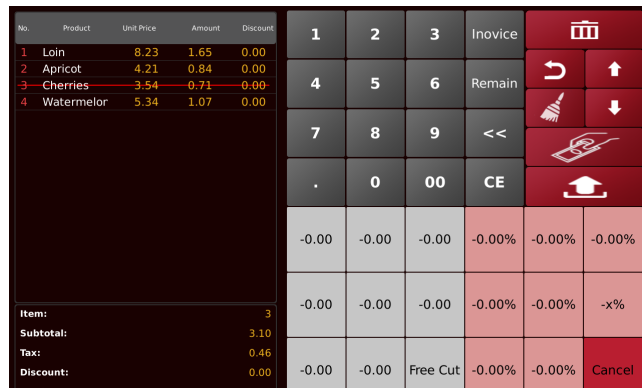 No. Product Unit Price Amount Discount
1 Loin 8.23 1.65 0.00
2 Apricot 4.21 0.84 0.00
3 Cherries 3.54 0.71 0.00
4 Watermelor 5.34 1.07 0.00
Item: 3
Subtotal: 3.10
Tax: 0.46
Discount: 0.00
1 2 3 Inovice
4 5 6 Remain
7 8 9 <<
. 0 00 CE
-0.00 -0.00 -0.00 -0.00% -0.00% -0.00%
-0.00 -0.00 -0.00 -0.00% -0.00% -x%
-0.00 -0.00 Free Cut -0.00% -0.00% Cancel